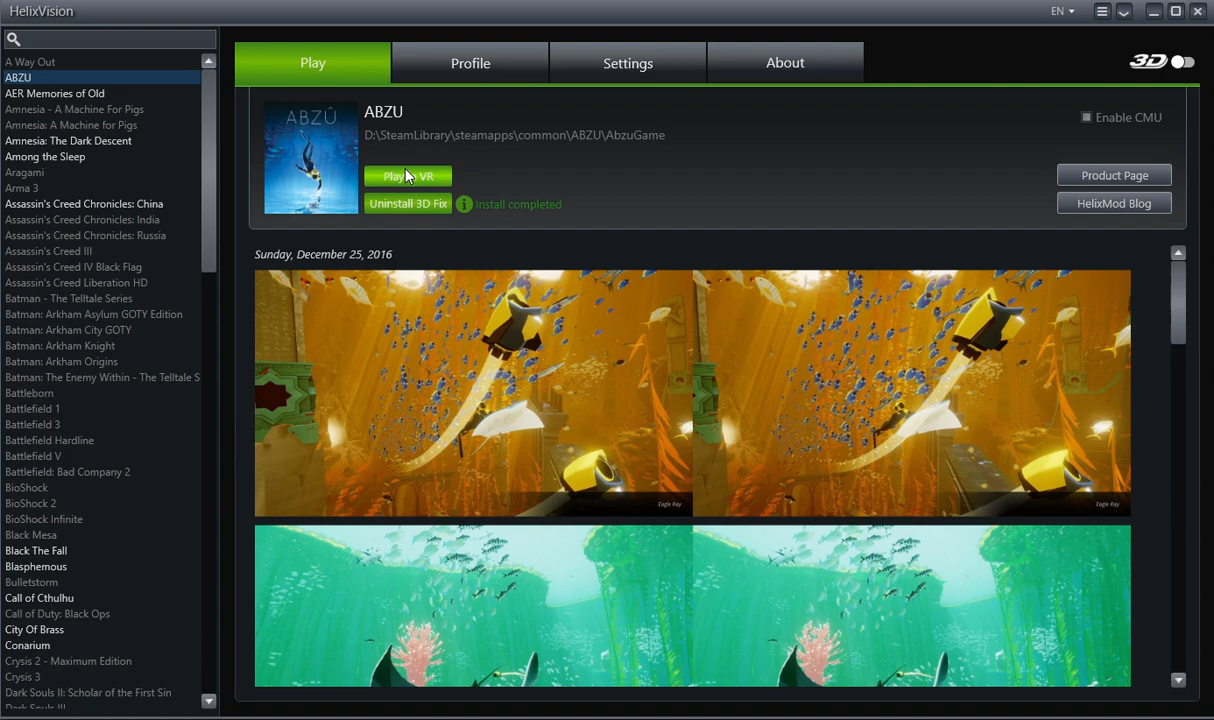 HelixVision
EN
A Way Out
ABZU
AER Memories of Old
Amnesia - A Machine For Pigs
Amnesia: A Machine for Pigs
Amnesia: The Dark Descent
Among the Sleep
Aragami
Arma 3
Assassin's Creed Chronicles: China
Assassin's Creed Chronicles: India
Assassin's Creed Chronicles: Russia
Assassin's Creed III
Assassin's Creed IV Black Flag
Assassin's Creed Liberation HD
Batman - The Telltale Series
Batman: Arkham Asylum GOTY Edition
Batman: Arkham City GOTY
Batman: Arkham Knight
Batman: Arkham Origins
Batman: The Enemy Within - The Telltale S
Battleborn
Battlefield 1
Battlefield 3
Battlefield Hardline
Battlefield V
Battlefield: Bad Company 2
BioShock
BioShock 2
BioShock Infinite
Black Mesa
Black The Fall
Blasphemous
Bulletstorm
Call of Cthulhu
Call of Duty: Black Ops
City Of Brass
Conarium
Crysis 2 - Maximum Edition
Crysis 3
Dark Souls II: Scholar of the First Sin
Dark Souls III
Play
Profile
Settings
About
3D
ABZÛ
ABZU
D:\SteamLibrary\steamapps\common\ABZU\AbzuGame
Enable CMU
Play VR
Uninstall 3D Fix
Install completed
Product Page
HelixMod Blog
Sunday, December 25, 2016
Eagle Ray
Eagle Ray